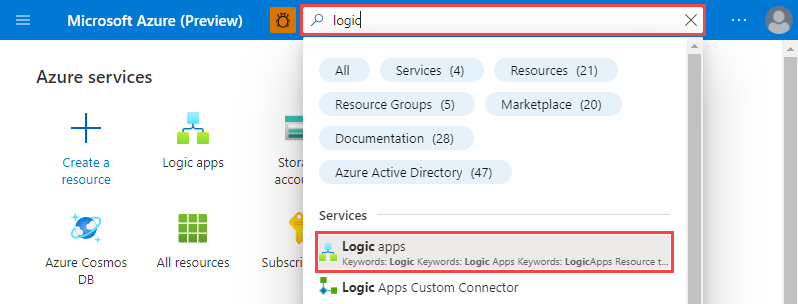 Microsoft Azure (Preview)
logic
...
Azure services
Create a
resource
Logic apps
Stora
accou
Azure Cosmos
DB
All resources
Subscri
All
Services (4)
Resources (21)
Resource Groups (5)
Marketplace (20)
Documentation (28)
Azure Active Directory (47)
Services
Logic apps
Keywords: Logic Keywords: Logic Apps Keywords: LogicApps Resource t...
Logic Apps Custom Connector